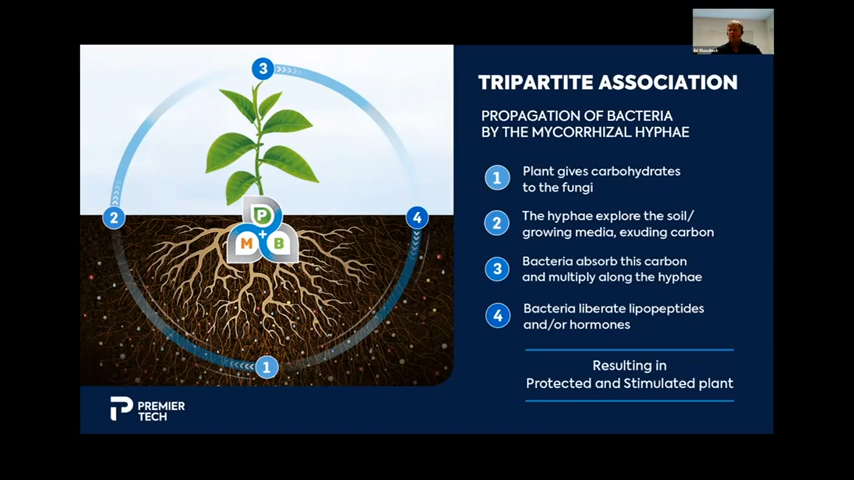 3
2
4
P
+
M B
1
PREMIER
TECH
TRIPARTITE ASSOCIATION
PROPAGATION OF BACTERIA
BY THE MYCORRHIZAL HYPHAE
1 Plant gives carbohydrates
to the fungi
2 The hyphae explore the soil/
growing media, exuding carbon
3 Bacteria absorb this carbon
and multiply along the hyphae
4 Bacteria liberate lipopeptides
and/or hormones
Resulting in
Protected and Stimulated plant